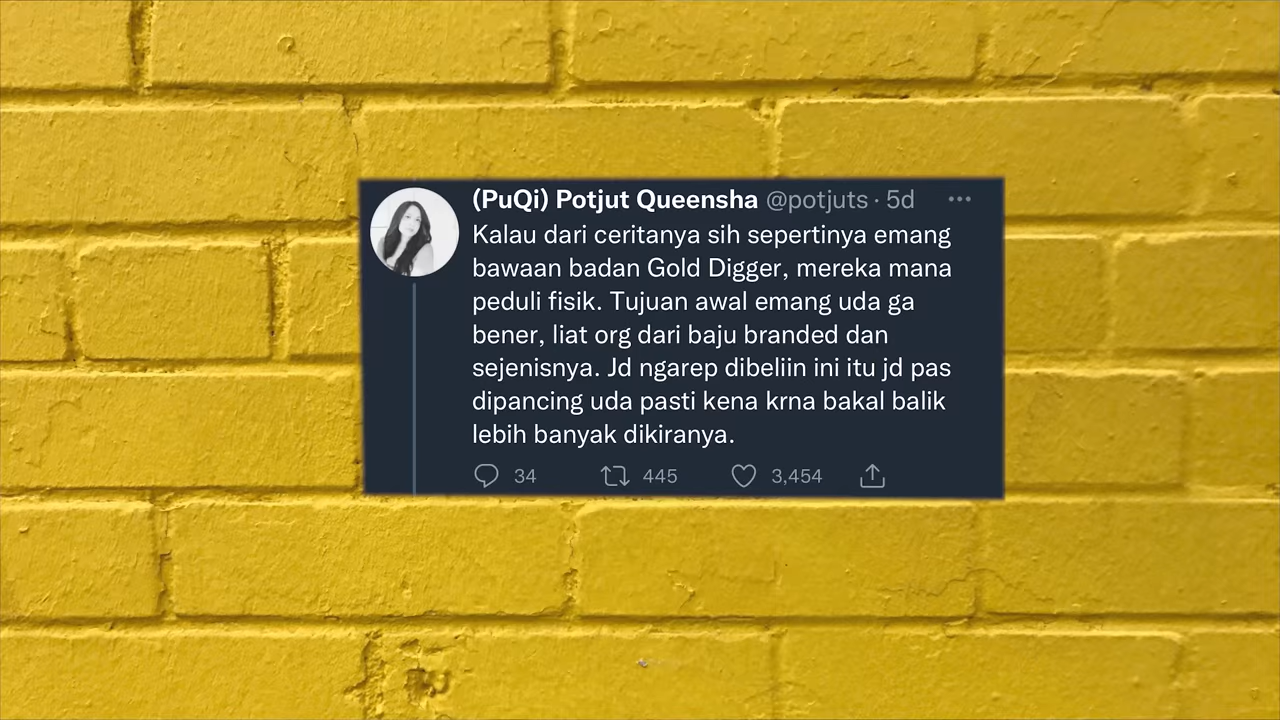 (PuQi) Potjut Queensha @potjuts · 5d
Kalau dari ceritanya sih sepertinya emang
bawaan badan Gold Digger, mereka mana
peduli fisik. Tujuan awal emang uda ga
bener, liat org dari baju branded dan
sejenisnya. Jd ngarep dibeliin ini itu jd pas
dipancing uda pasti kena krna bakal balik
lebih banyak dikiranya.
34 445 3,454